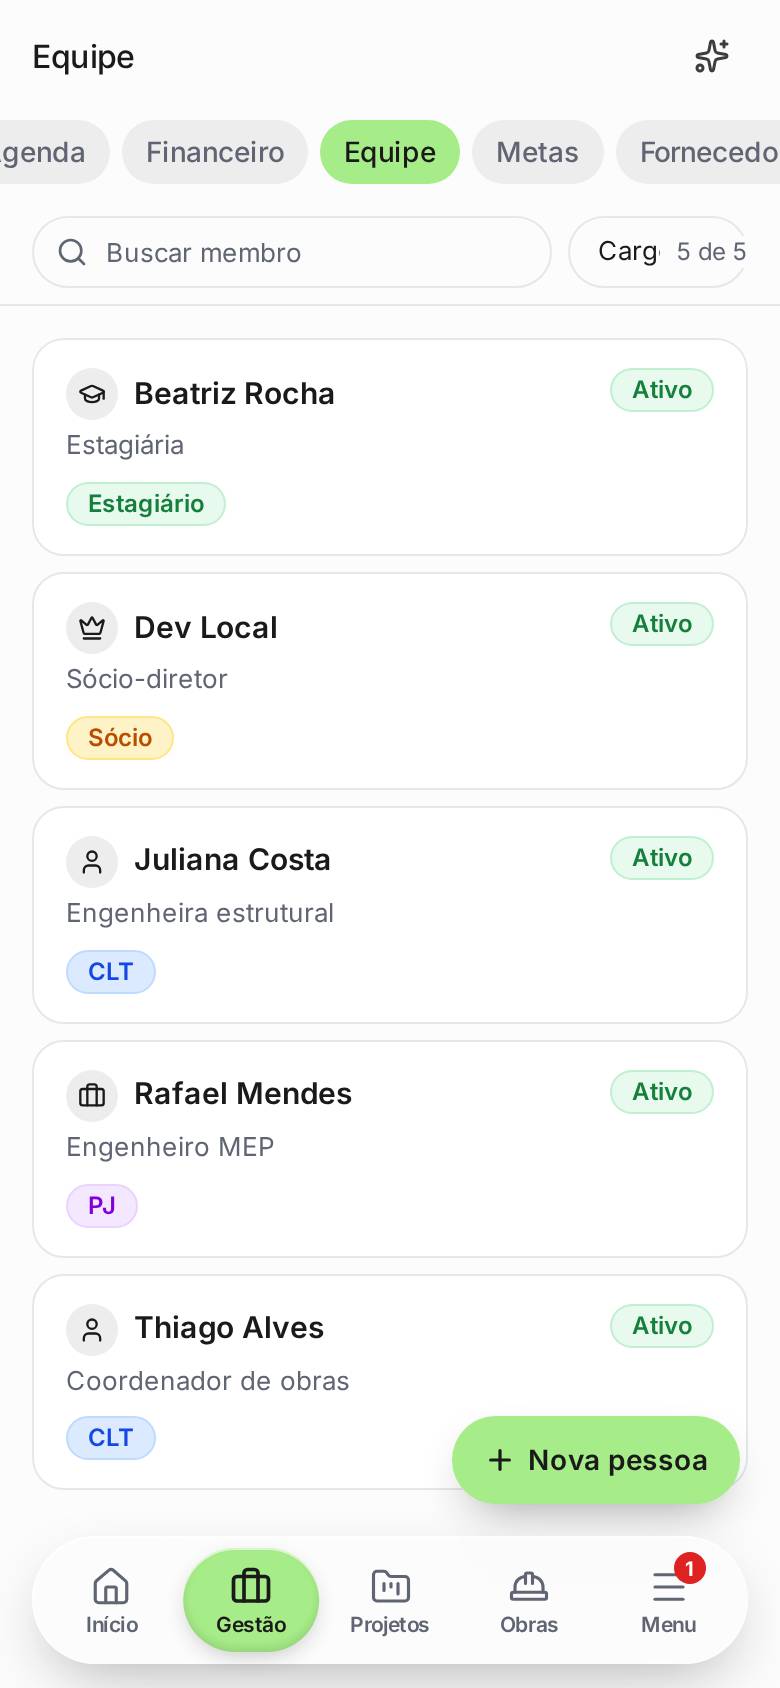 Equipe
genda
Financeiro
Equipe
Metas
Fornecedo
Buscar membro
Carg
5 de 5
Beatriz Rocha
Ativo
Estagiária
Estagiário
Dev Local
Ativo
Sócio-diretor
Sócio
Juliana Costa
Ativo
Engenheira estrutural
CLT
Rafael Mendes
Ativo
Engenheiro MEP
PJ
Thiago Alves
Ativo
Coordenador de obras
CLT
+ Nova pessoa
Início
Gestão
Projetos
Obras
1
Menu